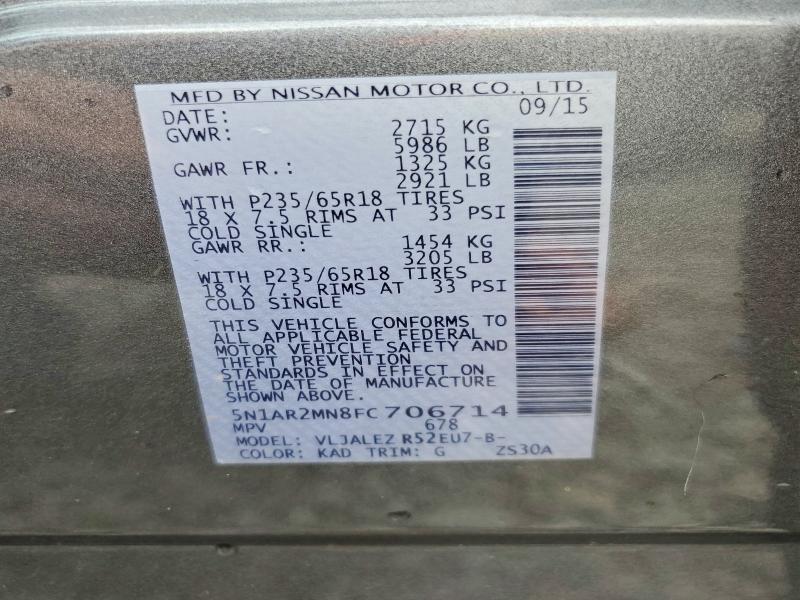 MFD BY NISSAN MOTOR CO., LTD.
DATE: 09/15
GVWR: 2715 KG
5986 LB
GAWR FR.: 1325 KG
2921 LB
WITH P235/65R18 TIRES
18 X 7.5 RIMS AT 33 PSI
COLD SINGLE
GAWR RR.: 1454 KG
3205 LB
WITH P235/65R18 TIRES
18 X 7.5 RIMS AT 33 PSI
COLD SINGLE
THIS VEHICLE CONFORMS TO
ALL APPLICABLE FEDERAL
MOTOR VEHICLE SAFETY AND
THEFT PREVENTION
STANDARDS IN EFFECT ON
THE DATE OF MANUFACTURE
SHOWN ABOVE.
5N1AR2MN8FC706714
MPV 678
MODEL: VLJALEZ R52EU7-B-
COLOR: KAD TRIM: G ZS30A